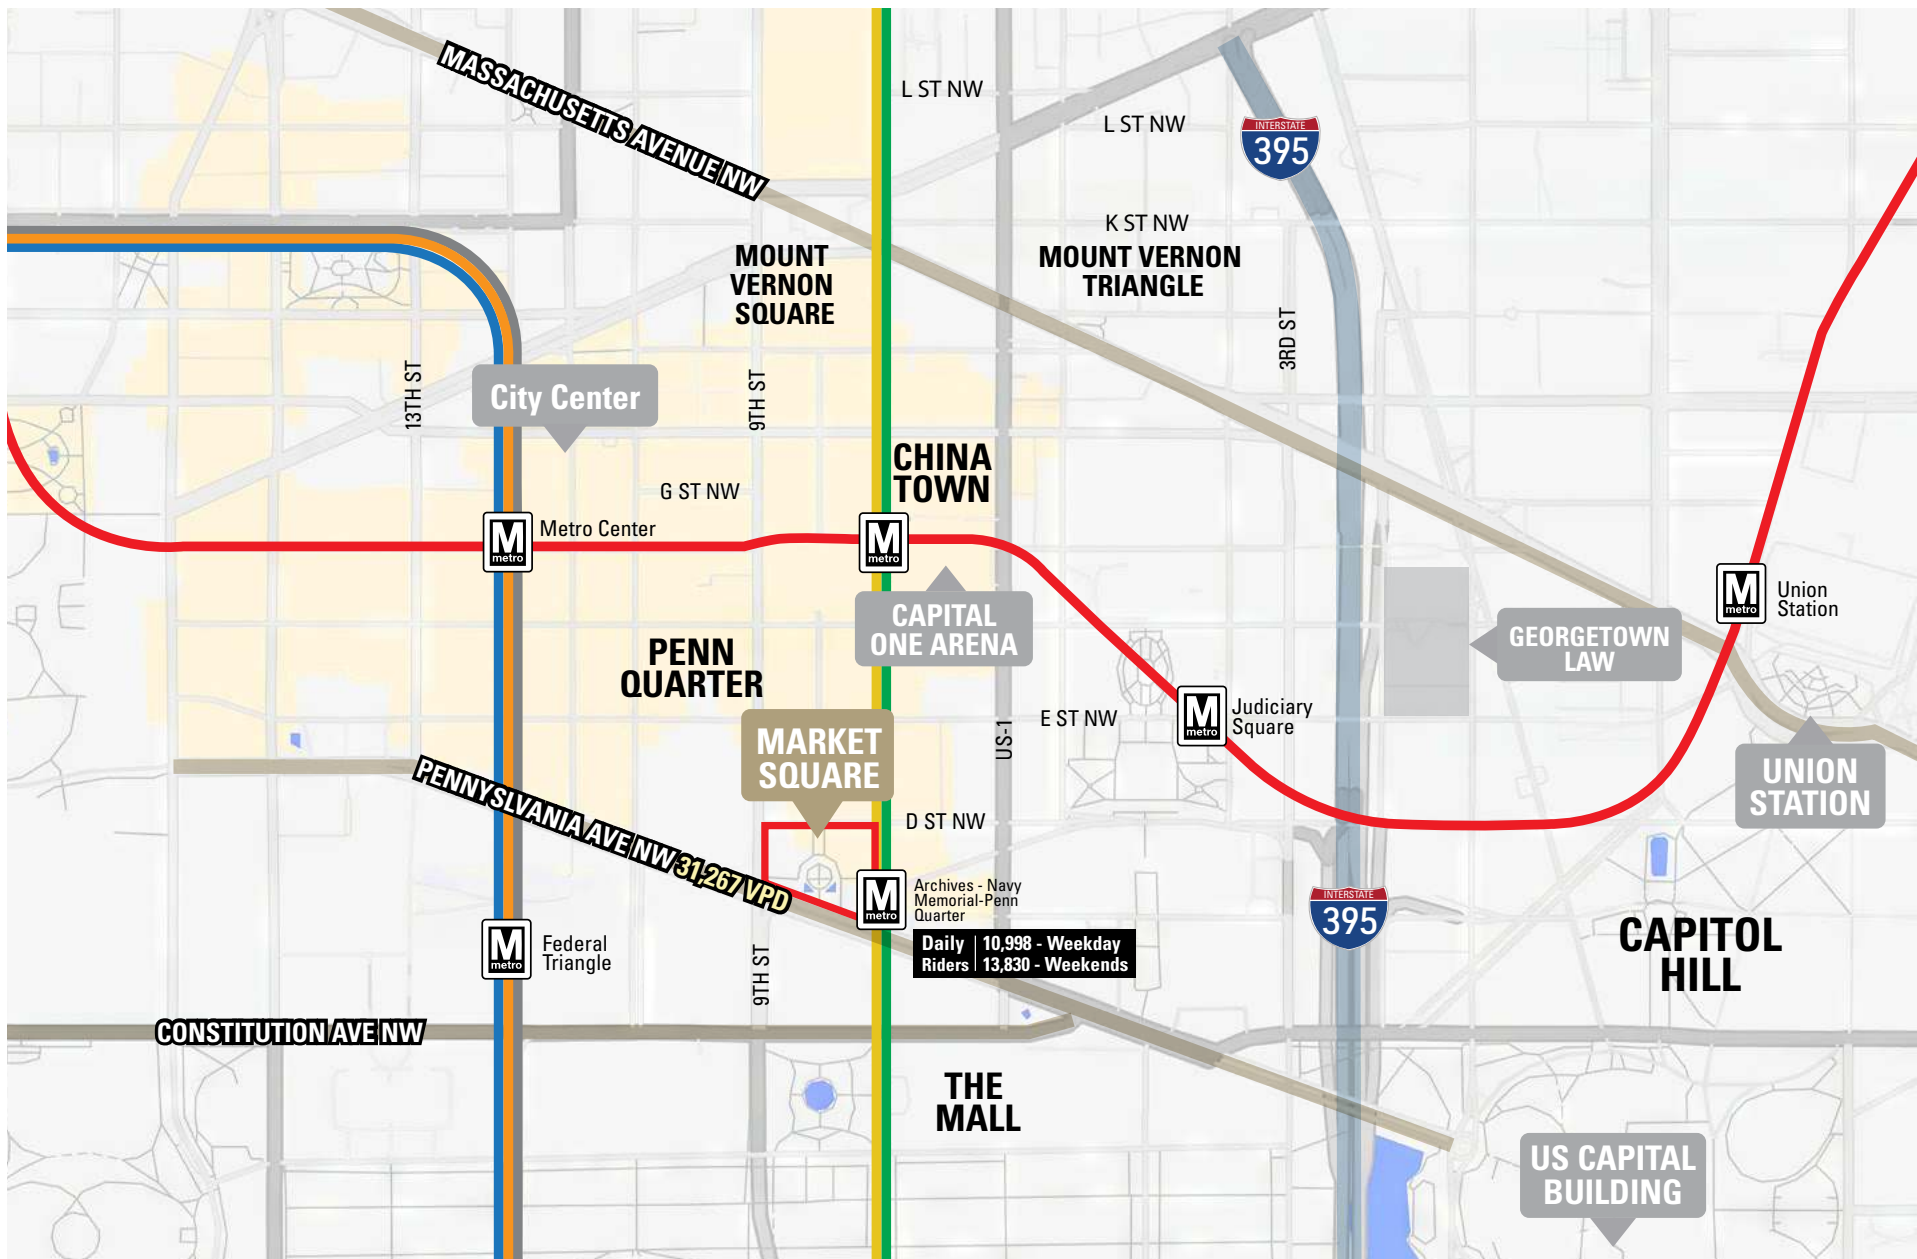 MASSACHUSETTS AVENUE NW
L ST NW
L ST NW
INTERSTATE
395
K ST NW
MOUNT
VERNON
SQUARE
MOUNT VERNON
TRIANGLE
3RD ST
13TH ST
City Center
9TH ST
CHINA
TOWN
G ST NW
M
metro
Metro Center
M
metro
CAPITAL
ONE ARENA
M
metro
Union
Station
GEORGETOWN
LAW
PENN
QUARTER
M
metro
Judiciary
Square
E ST NW
US-1
MARKET
SQUARE
UNION
STATION
PENNYSLVANIA AVE NW 31,267 VPD
D ST NW
M
metro
Archives - Navy
Memorial-Penn
Quarter
Daily 10,998 - Weekday
Riders 13,830 - Weekends
INTERSTATE
395
CAPITOL
HILL
M
metro
Federal
Triangle
9TH ST
CONSTITUTION AVE NW
THE
MALL
US CAPITAL
BUILDING